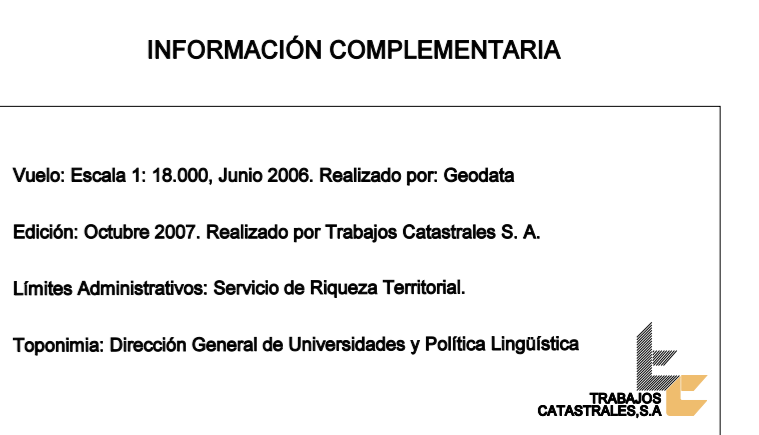 INFORMACIÓN COMPLEMENTARIA
Vuelo: Escala 1: 18.000, Junio 2006. Realizado por: Geodata
Edición: Octubre 2007. Realizado por Trabajos Catastrales S. A.
Límites Administrativos: Servicio de Riqueza Territorial.
Toponimia: Dirección General de Universidades y Política Lingüística
TRABAJOS
CATASTRALES,S.A